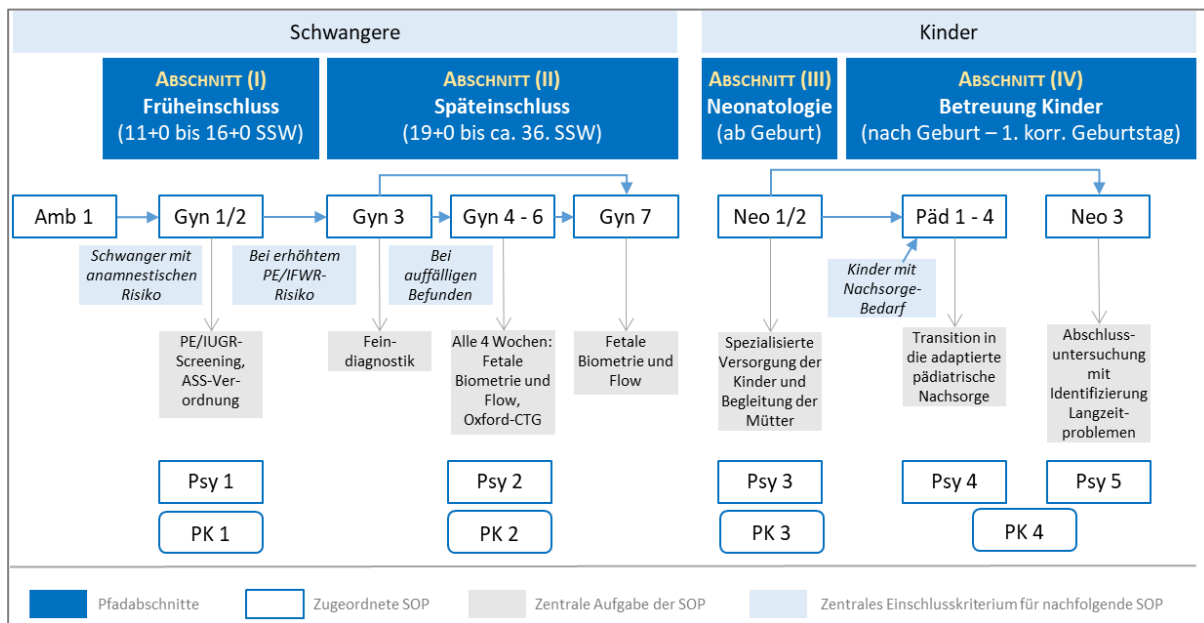 Schwangere
Kinder
ABSCHNITT (I)
Früheinschluss
(11+0 bis 16+0 SSW)
ABSCHNITT (II)
Späteinschluss
(19+0 bis ca. 36. SSW)
ABSCHNITT (III)
Neonatologie
(ab Geburt)
ABSCHNITT (IV)
Betreuung Kinder
(nach Geburt – 1. korr. Geburtstag)
Amb 1
Gyn 1/2
Gyn 3
Gyn 4 - 6
Gyn 7
Neo 1/2
Päd 1 - 4
Neo 3
Schwanger mit
anamnestischen
Risiko
Bei erhöhtem
PE/IFWR-
Risiko
Bei
auffälligen
Befunden
Kinder mit
Nachsorge-
Bedarf
PE/IUGR-
Screening,
ASS-Ver-
ordnung
Fein-
diagnostik
Alle 4 Wochen:
Fetale
Biometrie und
Flow,
Oxford-CTG
Fetale
Biometrie und
Flow
Spezialisierte
Versorgung der
Kinder und
Begleitung der
Mütter
Transition in
die adaptierte
pädiatrische
Nachsorge
Abschluss-
untersuchung
mit
Identifizierung
Langzeit-
problemen
Psy 1
Psy 2
Psy 3
Psy 4
Psy 5
PK 1
PK 2
PK 3
PK 4
Pfadabschnitte
Zugeordnete SOP
Zentrale Aufgabe der SOP
Zentrales Einschlusskriterium für nachfolgende SOP